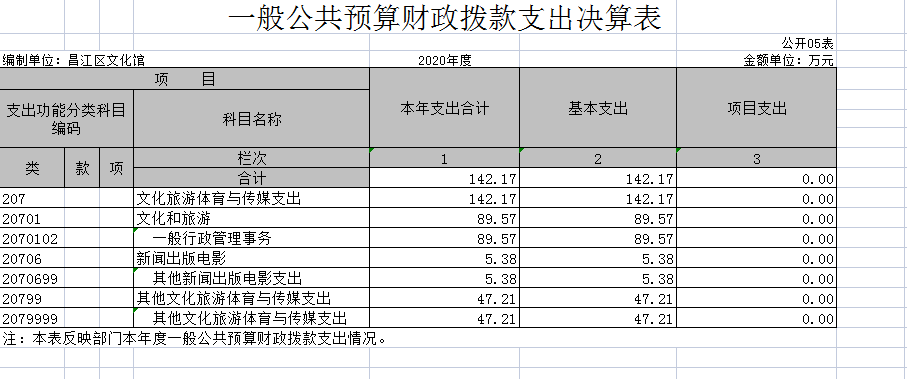 一般公共预算财政拨款支出决算表
公开05表
编制单位：昌江区文化馆 2020年度 金额单位：万元
项 目 本年支出合计 基本支出 项目支出
支出功能分类科目编码 科目名称
类 款 项 栏次 1 2 3
合计 142.17 142.17 0.00
207 文化旅游体育与传媒支出 142.17 142.17 0.00
20701 文化和旅游 89.57 89.57 0.00
2070102 一般行政管理事务 89.57 89.57 0.00
20706 新闻出版电影 5.38 5.38 0.00
2070699 其他新闻出版电影支出 5.38 5.38 0.00
20799 其他文化旅游体育与传媒支出 47.21 47.21 0.00
2079999 其他文化旅游体育与传媒支出 47.21 47.21 0.00
注：本表反映部门本年度一般公共预算财政拨款支出情况。